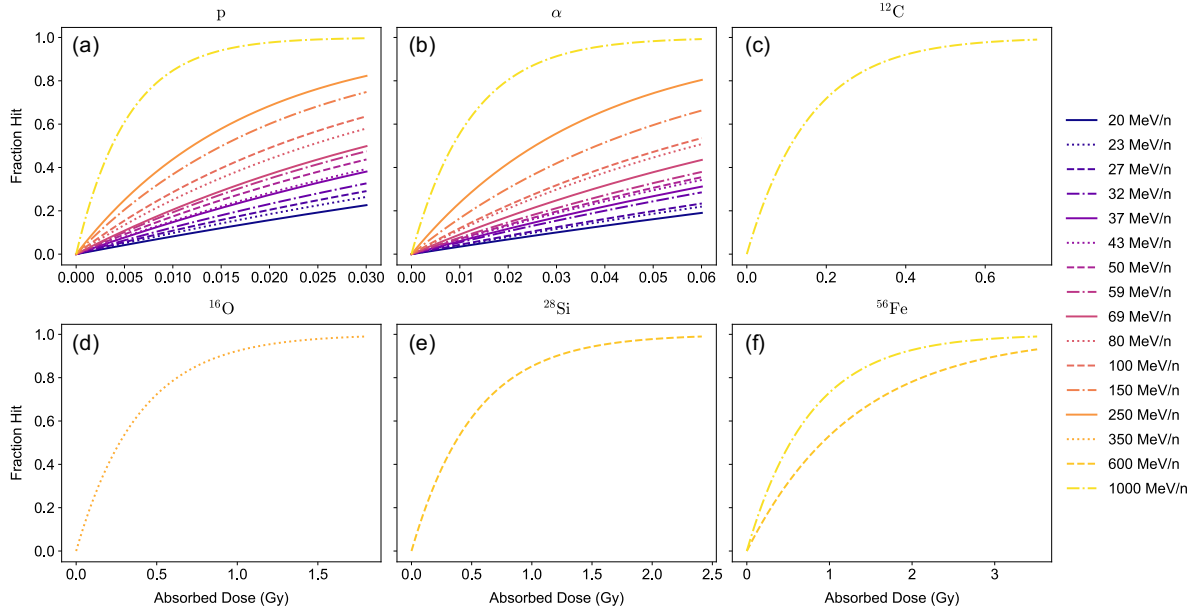 p
α
¹²C
(a)
(b)
(c)
Fraction Hit
1.0
0.8
0.6
0.4
0.2
0.0
0.000 0.005 0.010 0.015 0.020 0.025 0.030
0.00 0.01 0.02 0.03 0.04 0.05 0.06
0.0 0.2 0.4 0.6
¹⁶O
²⁸Si
⁵⁶Fe
(d)
(e)
(f)
Fraction Hit
1.0
0.8
0.6
0.4
0.2
0.0
0.0 0.5 1.0 1.5
0.0 0.5 1.0 1.5 2.0 2.5
0 1 2 3
Absorbed Dose (Gy)
Absorbed Dose (Gy)
Absorbed Dose (Gy)
20 MeV/n
23 MeV/n
27 MeV/n
32 MeV/n
37 MeV/n
43 MeV/n
50 MeV/n
59 MeV/n
69 MeV/n
80 MeV/n
100 MeV/n
150 MeV/n
250 MeV/n
350 MeV/n
600 MeV/n
1000 MeV/n